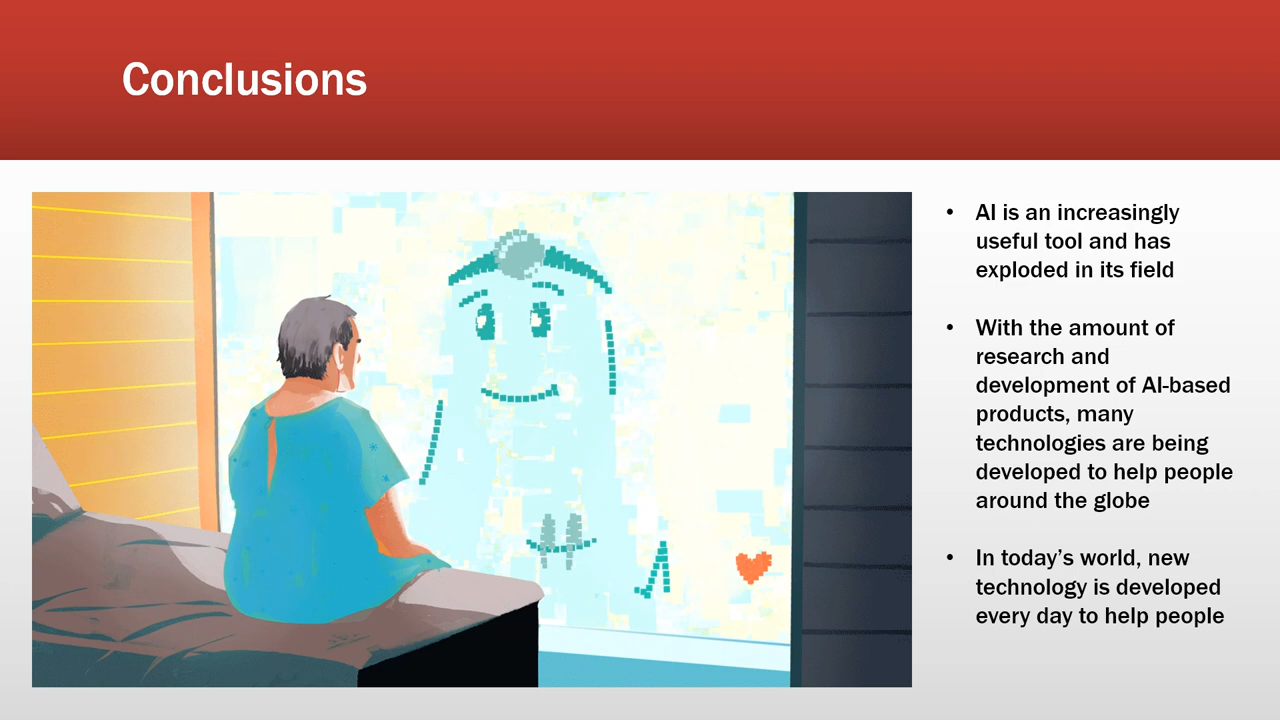 Conclusions
• AI is an increasingly
useful tool and has
exploded in its field
• With the amount of
research and
development of AI-based
products, many
technologies are being
developed to help people
around the globe
• In today’s world, new
technology is developed
every day to help people